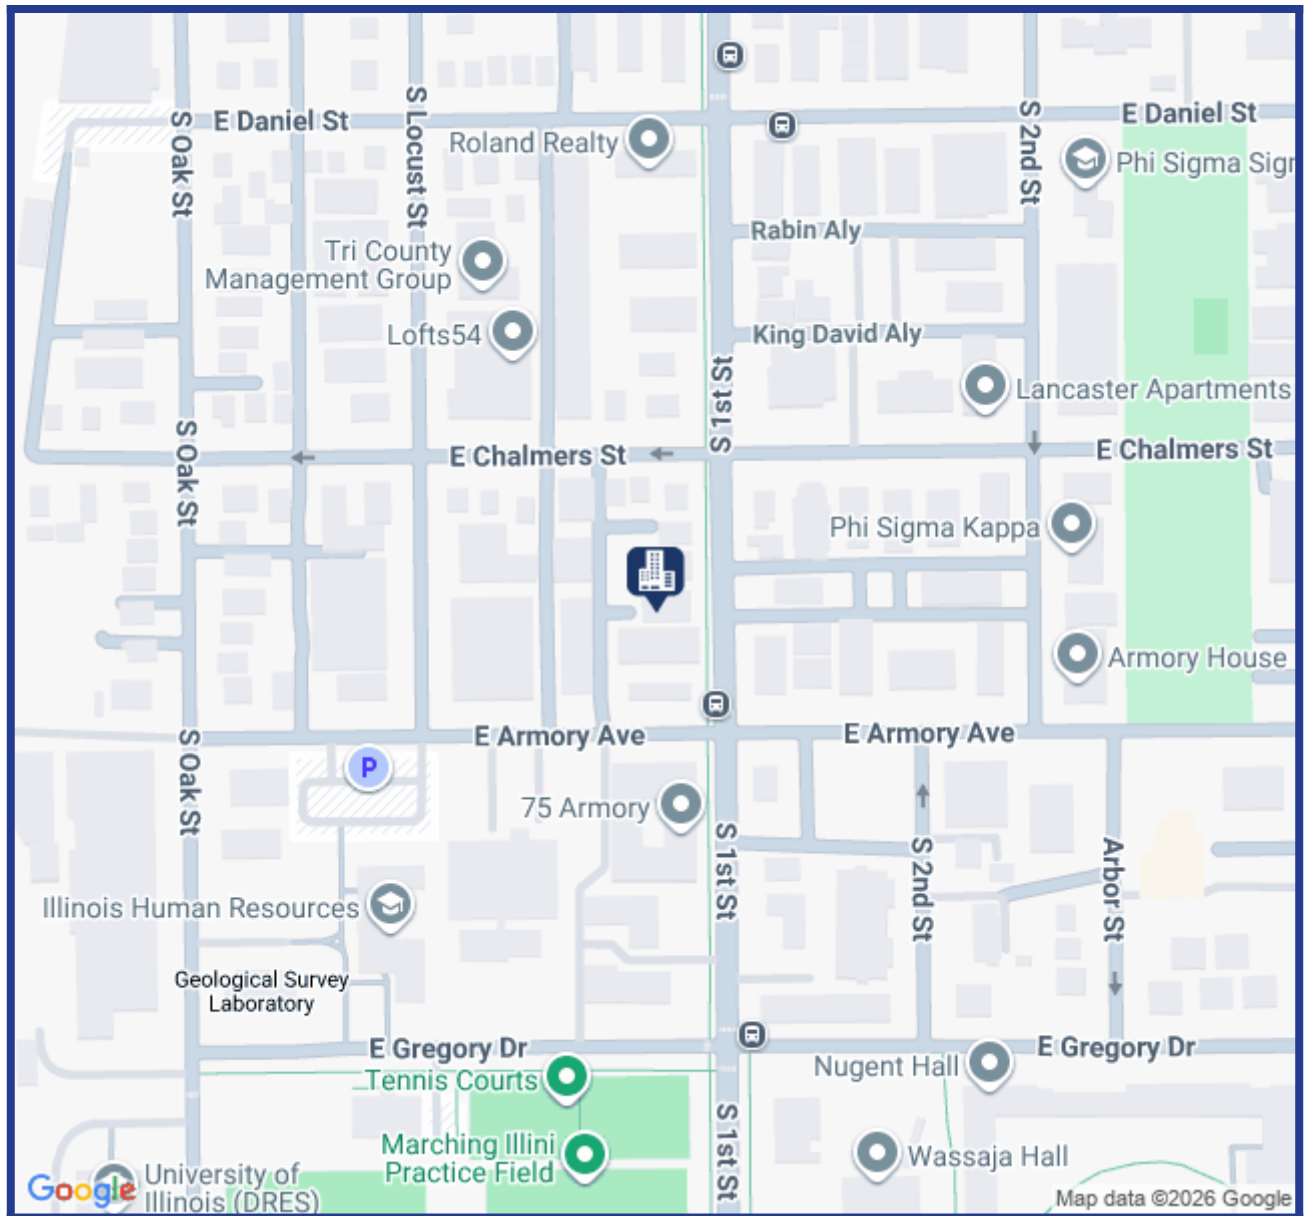 E Daniel St
E Daniel St
S Oak St
S Locust St
S 2nd St
Roland Realty
Phi Sigma Sigr
Rabin Aly
Tri County
Management Group
Lofts54
King David Aly
S 1st St
Lancaster Apartments
S Oak St
E Chalmers St
E Chalmers St
Phi Sigma Kappa
Armory House
E Armory Ave
E Armory Ave
S Oak St
P
75 Armory
S 1st St
S 2nd St
Arbor St
Illinois Human Resources
Geological Survey
Laboratory
E Gregory Dr
E Gregory Dr
Tennis Courts
Nugent Hall
S 1st St
Marching Illini
Practice Field
Wassaja Hall
University of
Illinois (DRES)
Google
Map data ©2026 Google